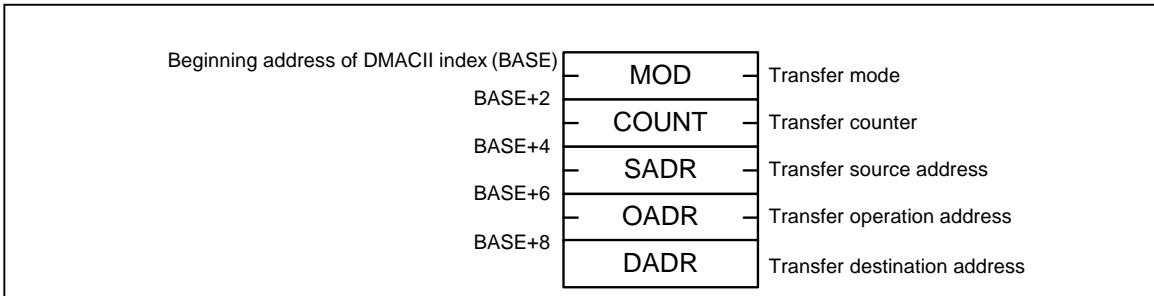 Beginning address of DMACII index (BASE)
MOD
Transfer mode
BASE+2
COUNT
Transfer counter
BASE+4
SADR
Transfer source address
BASE+6
OADR
Transfer operation address
BASE+8
DADR
Transfer destination address